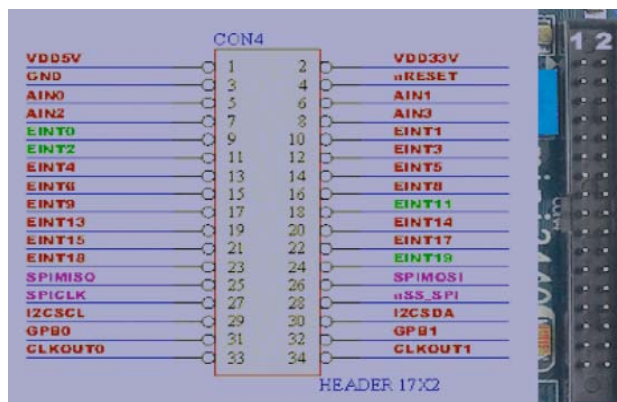 CON4
1 2
VDD5V 1 2 VDD33V
GND 3 4 nRESET
AIN0 5 6 AIN1
AIN2 7 8 AIN3
EINT0 9 10 EINT1
EINT2 11 12 EINT3
EINT4 13 14 EINT5
EINT6 15 16 EINT8
EINT9 17 18 EINT11
EINT13 19 20 EINT14
EINT15 21 22 EINT17
EINT18 23 24 EINT19
SPIMISO 25 26 SPIMOSI
SPICLK 27 28 nSS_SPI
I2CSCL 29 30 I2CSDA
GPB0 31 32 GPB1
CLKOUT0 33 34 CLKOUT1
HEADER 17X2